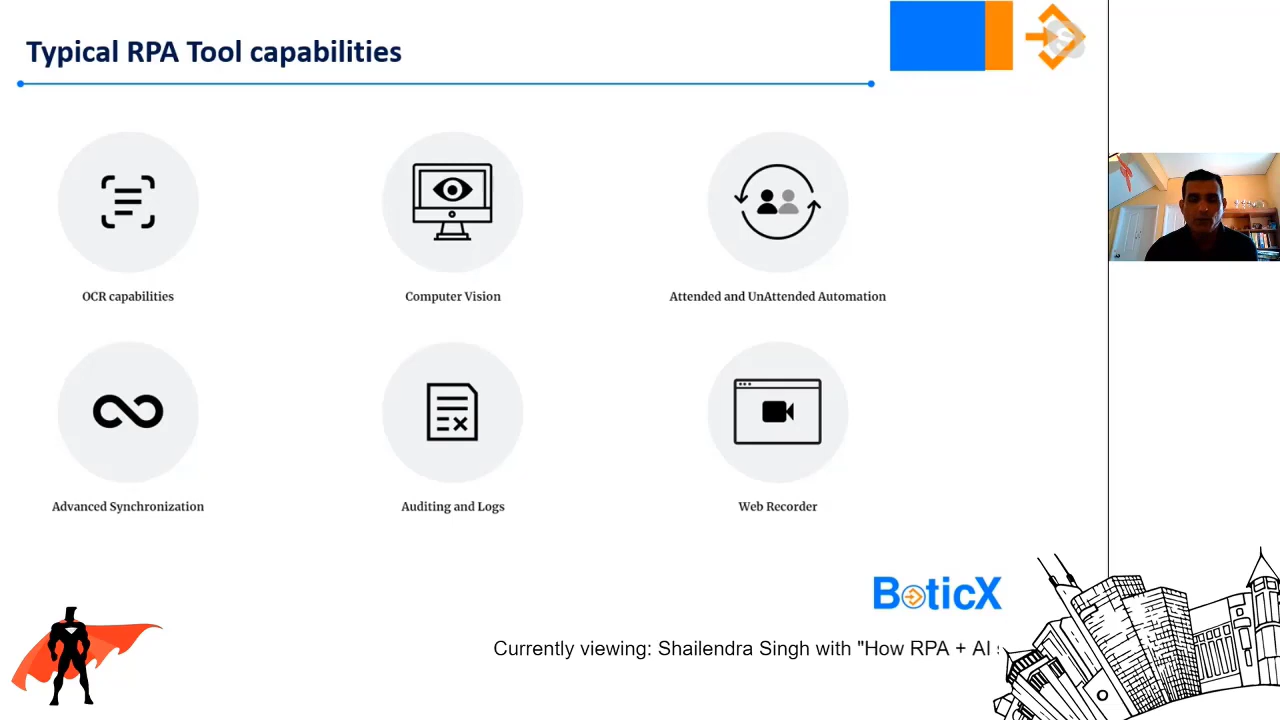 Typical RPA Tool capabilities
OCR capabilities
Computer Vision
Attended and UnAttended Automation
Advanced Synchronization
Auditing and Logs
Web Recorder
BoticX
Currently viewing: Shailendra Singh with "How RPA + AI